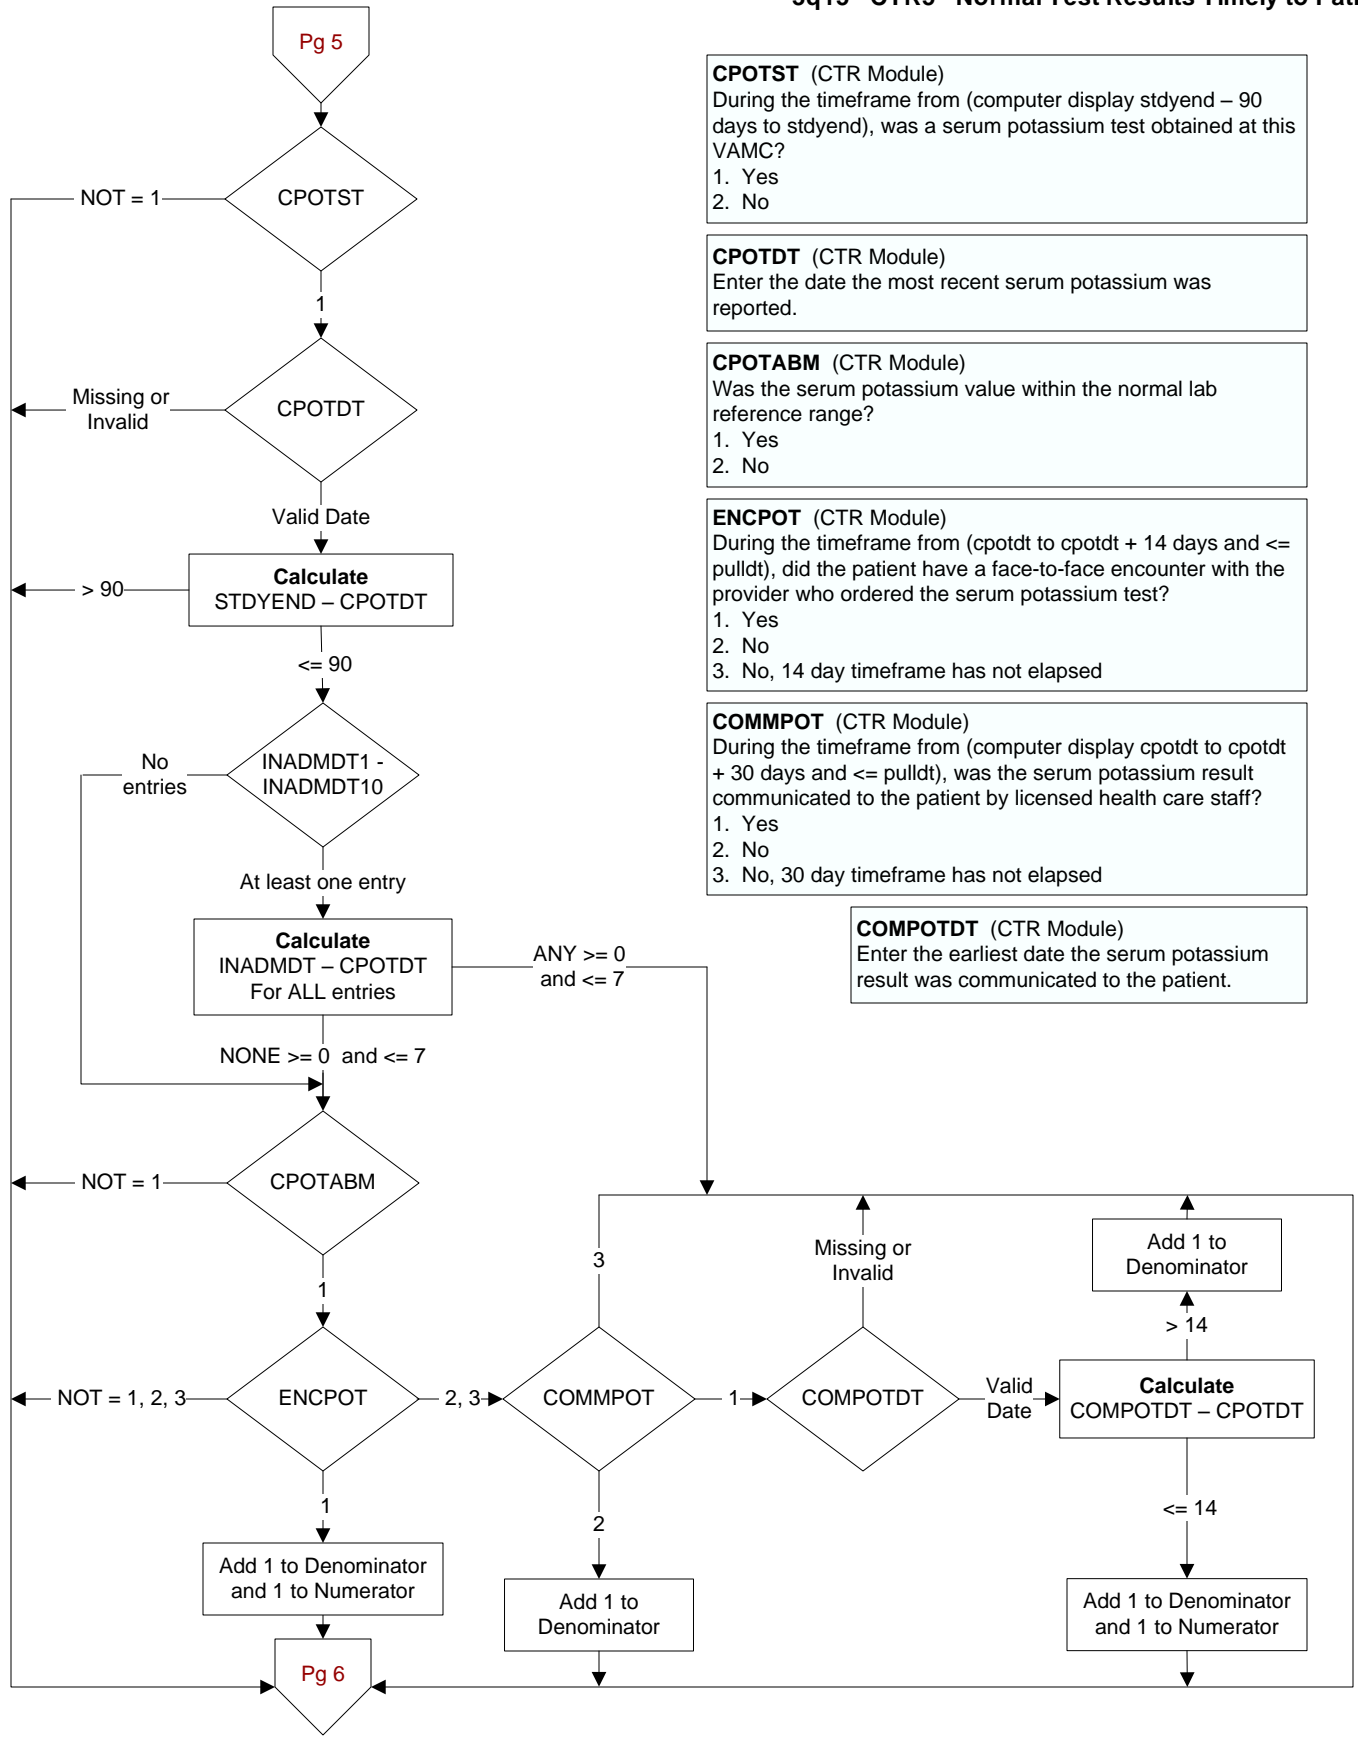 Pg 5
CPOTST (CTR Module)
During the timeframe from (computer display stdyend – 90
days to stdyend), was a serum potassium test obtained at this
VAMC?
1. Yes
2. No
CPOTDT (CTR Module)
Enter the date the most recent serum potassium was
reported.
CPOTABM (CTR Module)
Was the serum potassium value within the normal lab
reference range?
1. Yes
2. No
ENCPOT (CTR Module)
During the timeframe from (cpotdt to cpotdt + 14 days and <=
pulldt), did the patient have a face-to-face encounter with the
provider who ordered the serum potassium test?
1. Yes
2. No
3. No, 14 day timeframe has not elapsed
COMMPOT (CTR Module)
During the timeframe from (computer display cpotdt to cpotdt
+ 30 days and <= pulldt), was the serum potassium result
communicated to the patient by licensed health care staff?
1. Yes
2. No
3. No, 30 day timeframe has not elapsed
COMPOTDT (CTR Module)
Enter the earliest date the serum potassium
result was communicated to the patient.
CPOTST
NOT = 1
1
CPOTDT
Missing or
Invalid
Valid Date
Calculate
STDYEND – CPOTDT
> 90
<= 90
INADMDT1 -
INADMDT10
No
entries
At least one entry
Calculate
INADMDT – CPOTDT
For ALL entries
ANY >= 0
and <= 7
NONE >= 0 and <= 7
CPOTABM
NOT = 1
1
ENCPOT
NOT = 1, 2, 3
2, 3
1
Add 1 to Denominator
and 1 to Numerator
COMMPOT
3
1
2
Add 1 to
Denominator
COMPOTDT
Missing or
Invalid
Valid
Date
Calculate
COMPOTDT – CPOTDT
> 14
Add 1 to
Denominator
<= 14
Add 1 to Denominator
and 1 to Numerator
Pg 6